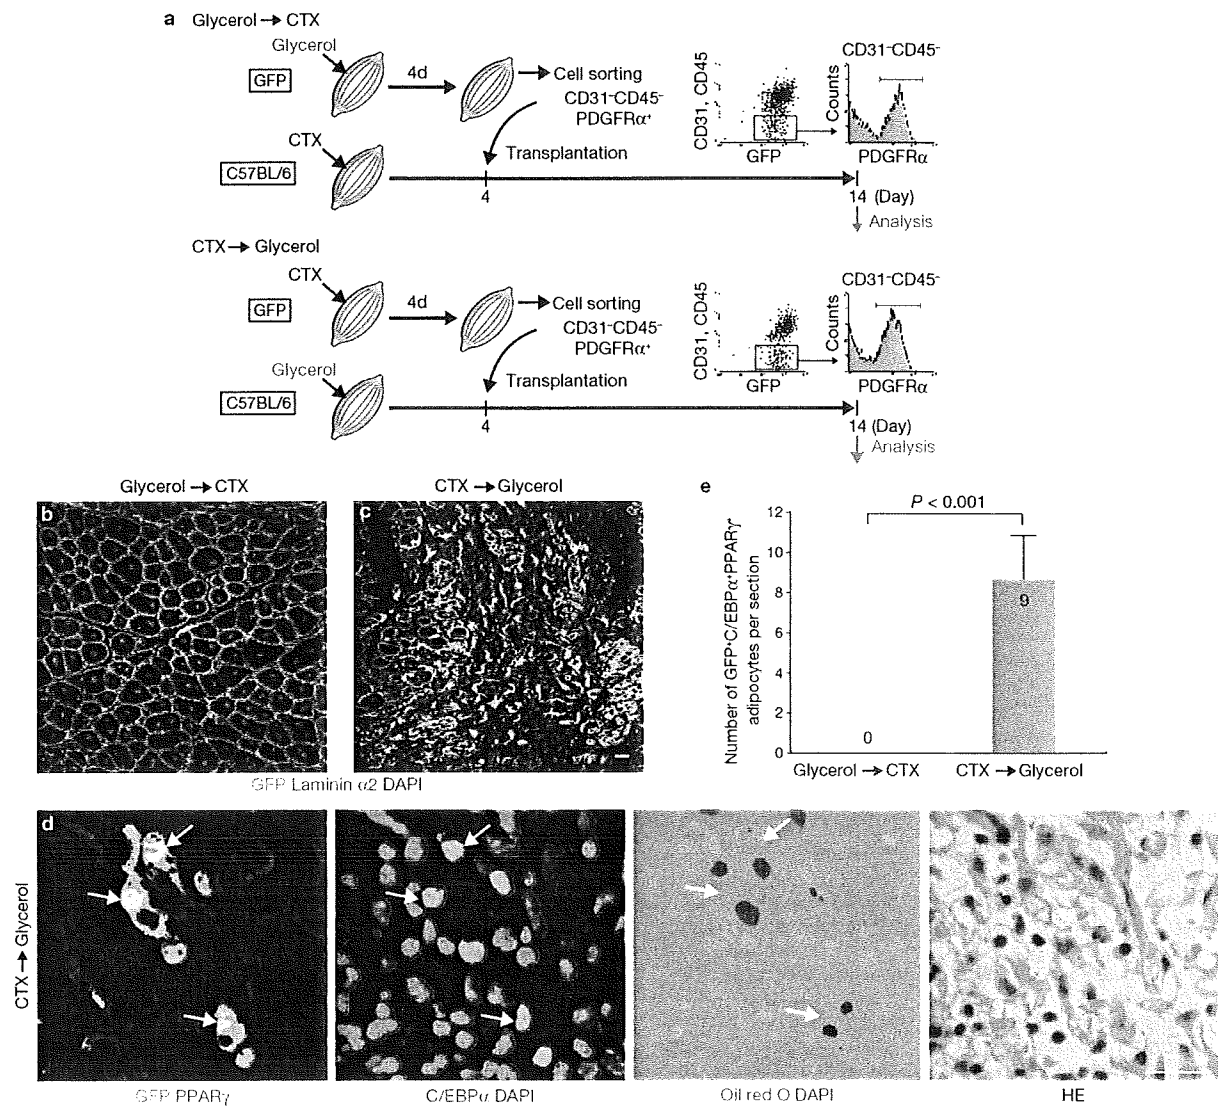 a Glycerol → CTX
Glycerol
GFP
4d
Cell sorting
CD31⁻CD45⁻
PDGFRα⁺
CTX
C57BL/6
Transplantation
4
14 (Day)
Analysis
CD31, CD45
GFP
CD31⁻CD45⁻
Counts
PDGFRα
CTX → Glycerol
CTX
GFP
4d
Cell sorting
CD31⁻CD45⁻
PDGFRα⁺
Glycerol
C57BL/6
Transplantation
4
14 (Day)
Analysis
CD31, CD45
GFP
CD31⁻CD45⁻
Counts
PDGFRα
Glycerol → CTX
b
CTX → Glycerol
c
GFP Laminin α2 DAPI
e
P < 0.001
Number of GFP⁺C/EBPα⁺PPARγ⁺
adipocytes per section
12
10
8
6
4
2
0
0
9
Glycerol → CTX
CTX → Glycerol
d
CTX → Glycerol
GFP PPARγ
C/EBPα DAPI
Oil red O DAPI
HE